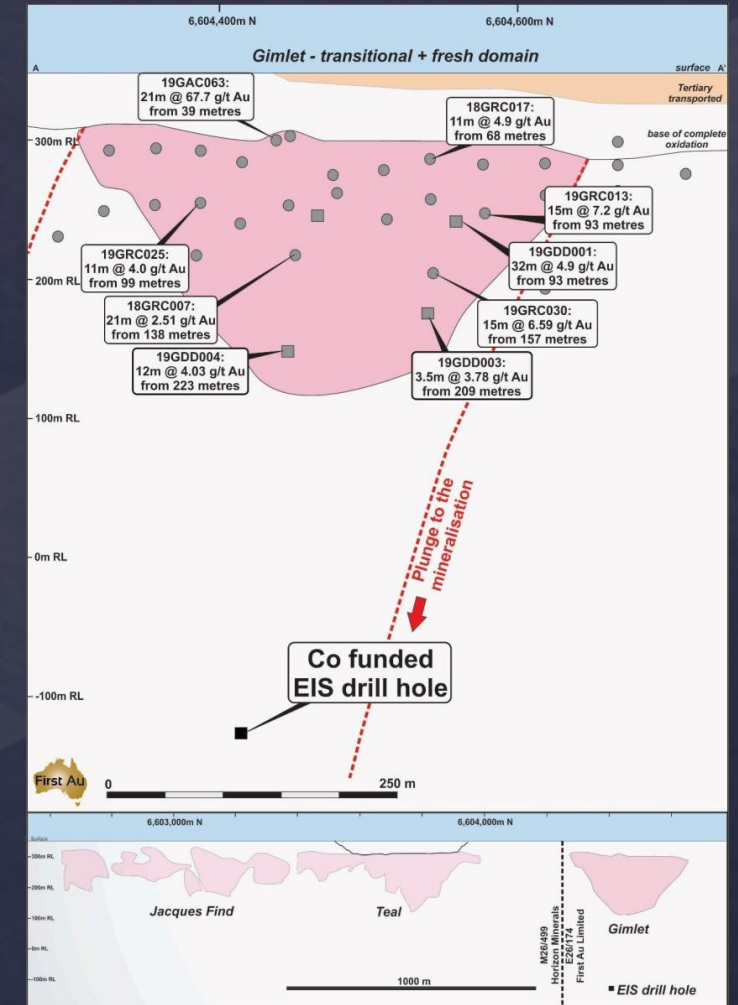 6,604,400m N
6,604,600m N
Gimlet - transitional + fresh domain
A
surface A'
Tertiary
transported
19GAC063:
21m @ 67.7 g/t Au
from 39 metres
18GRC017:
11m @ 4.9 g/t Au
from 68 metres
base of complete
oxidation
300m RL
19GRC013:
15m @ 7.2 g/t Au
from 93 metres
19GRC025:
11m @ 4.0 g/t Au
from 99 metres
19GDD001:
32m @ 4.9 g/t Au
from 93 metres
200m RL
18GRC007:
21m @ 2.51 g/t Au
from 138 metres
19GRC030:
15m @ 6.59 g/t Au
from 157 metres
19GDD004:
12m @ 4.03 g/t Au
from 223 metres
19GDD003:
3.5m @ 3.78 g/t Au
from 209 metres
100m RL
0m RL
Plunge to the
mineralisation
Co funded
EIS drill hole
-100m RL
First Au
0
250 m
6,603,000m N
6,604,000m N
Surface
300m RL
200m RL
100m RL
0m RL
-100m RL
Jacques Find
Teal
M26/499
Horizon Minerals
E26/174
First Au Limited
Gimlet
1000 m
EIS drill hole